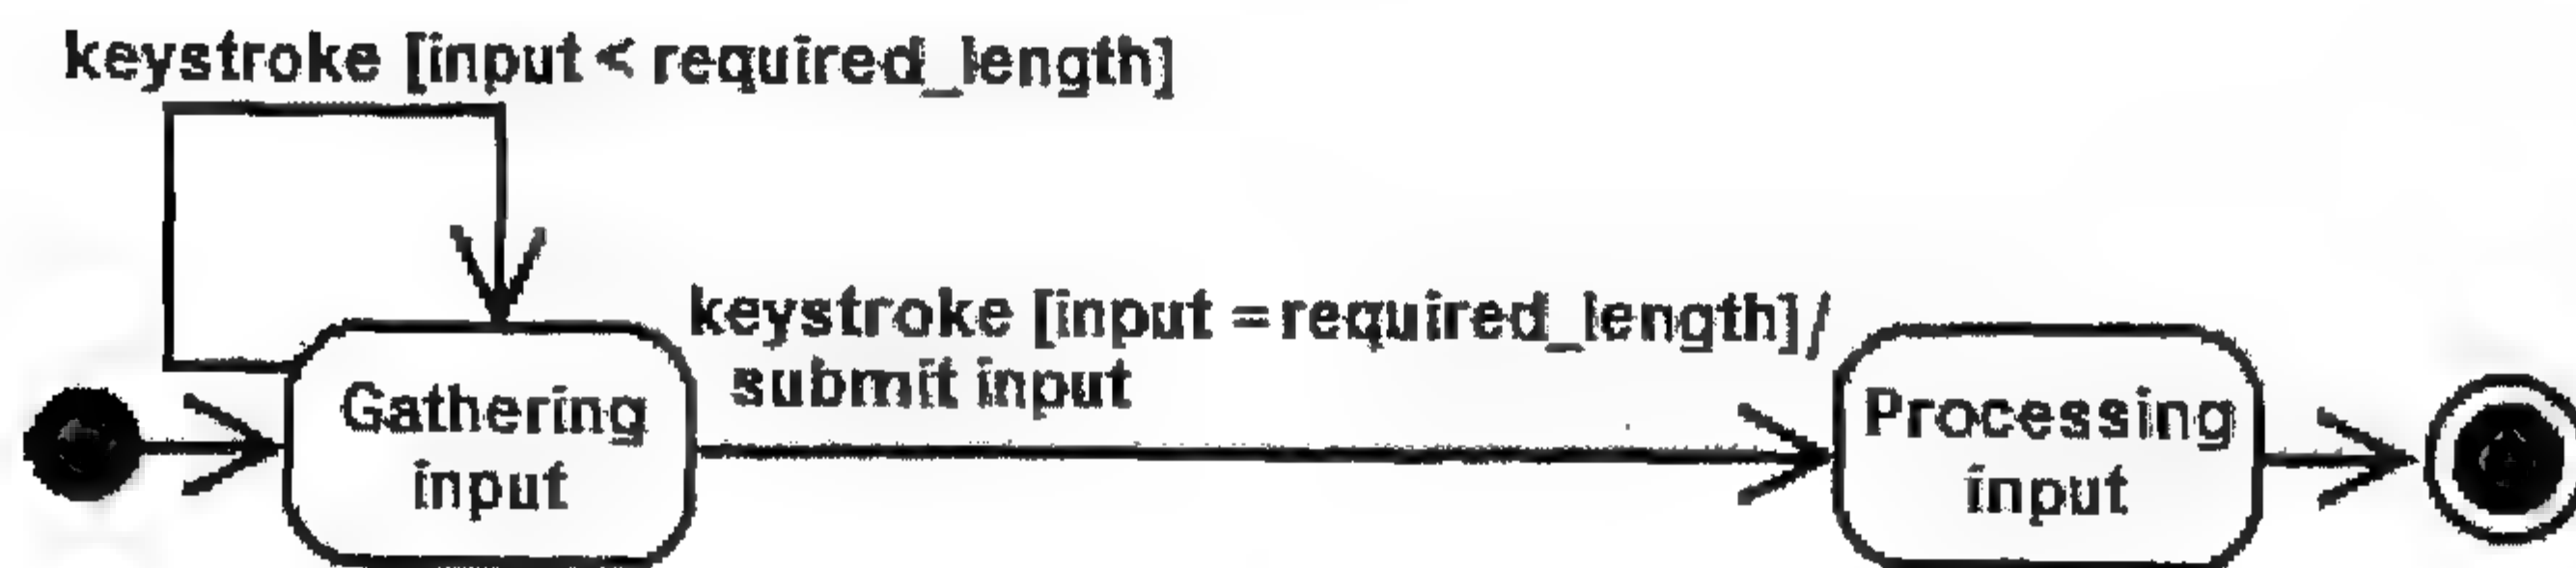 keystroke [input < required_length]
keystroke [input =required_length]/
submit input
Gathering
input
Processing
input